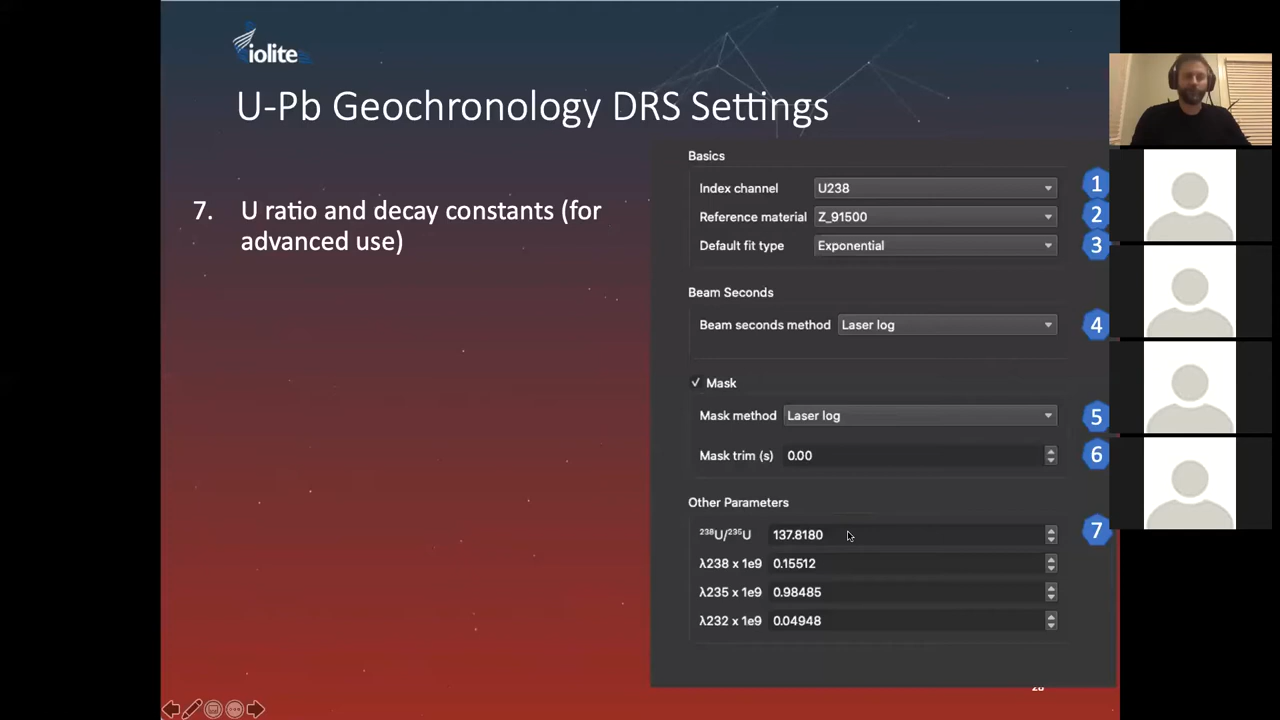 iolite
U-Pb Geochronology DRS Settings
7. U ratio and decay constants (for
advanced use)
Basics
Index channel U238 1
Reference material Z_91500 2
Default fit type Exponential 3
Beam Seconds
Beam seconds method Laser log 4
✓ Mask
Mask method Laser log 5
Mask trim (s) 0.00 6
Other Parameters
²³⁸U/²³⁵U 137.8180 7
λ238 x 1e9 0.15512
λ235 x 1e9 0.98485
λ232 x 1e9 0.04948